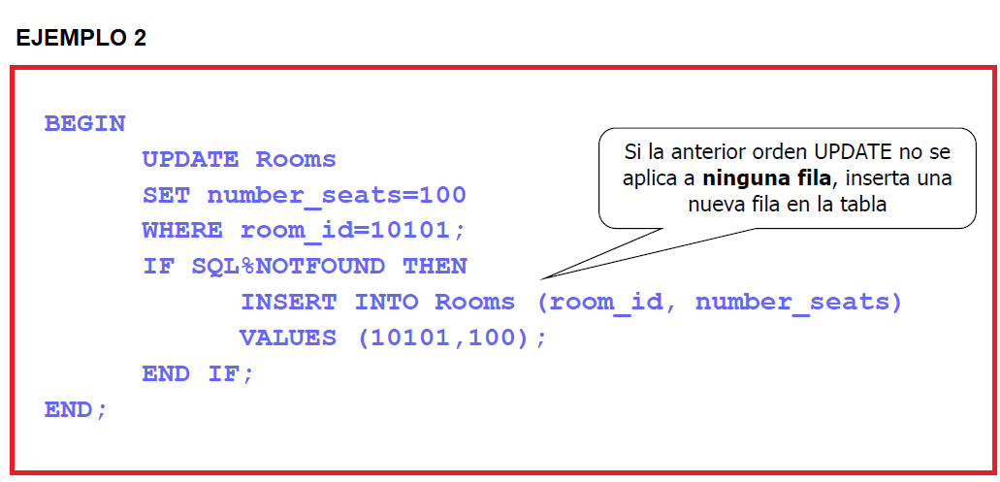 EJEMPLO 2
BEGIN
UPDATE Rooms
SET number_seats=100
WHERE room_id=10101;
IF SQL%NOTFOUND THEN
INSERT INTO Rooms (room_id, number_seats)
VALUES (10101,100);
END IF;
END;
Si la anterior orden UPDATE no se
aplica a ninguna fila, inserta una
nueva fila en la tabla